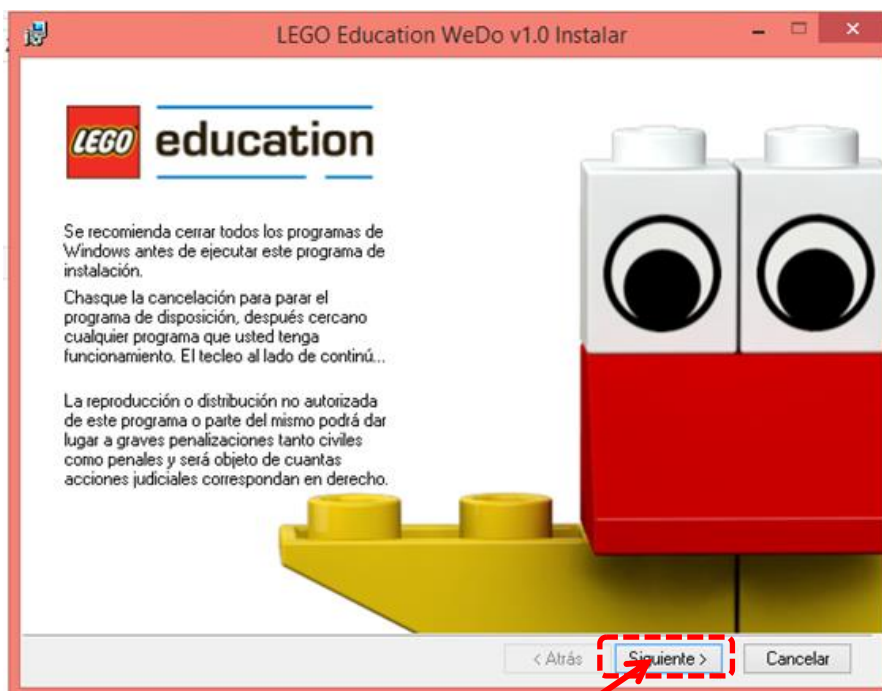 LEGO Education WeDo v1.0 Instalar
LEGO education
Se recomienda cerrar todos los programas de
Windows antes de ejecutar este programa de
instalación.
Chasque la cancelación para parar el
programa de disposición, después cercano
cualquier programa que usted tenga
funcionamiento. El tecleo al lado de continú...
La reproducción o distribución no autorizada
de este programa o parte del mismo podrá dar
lugar a graves penalizaciones tanto civiles
como penales y será objeto de cuantas
acciones judiciales correspondan en derecho.
< Atrás Siguiente > Cancelar